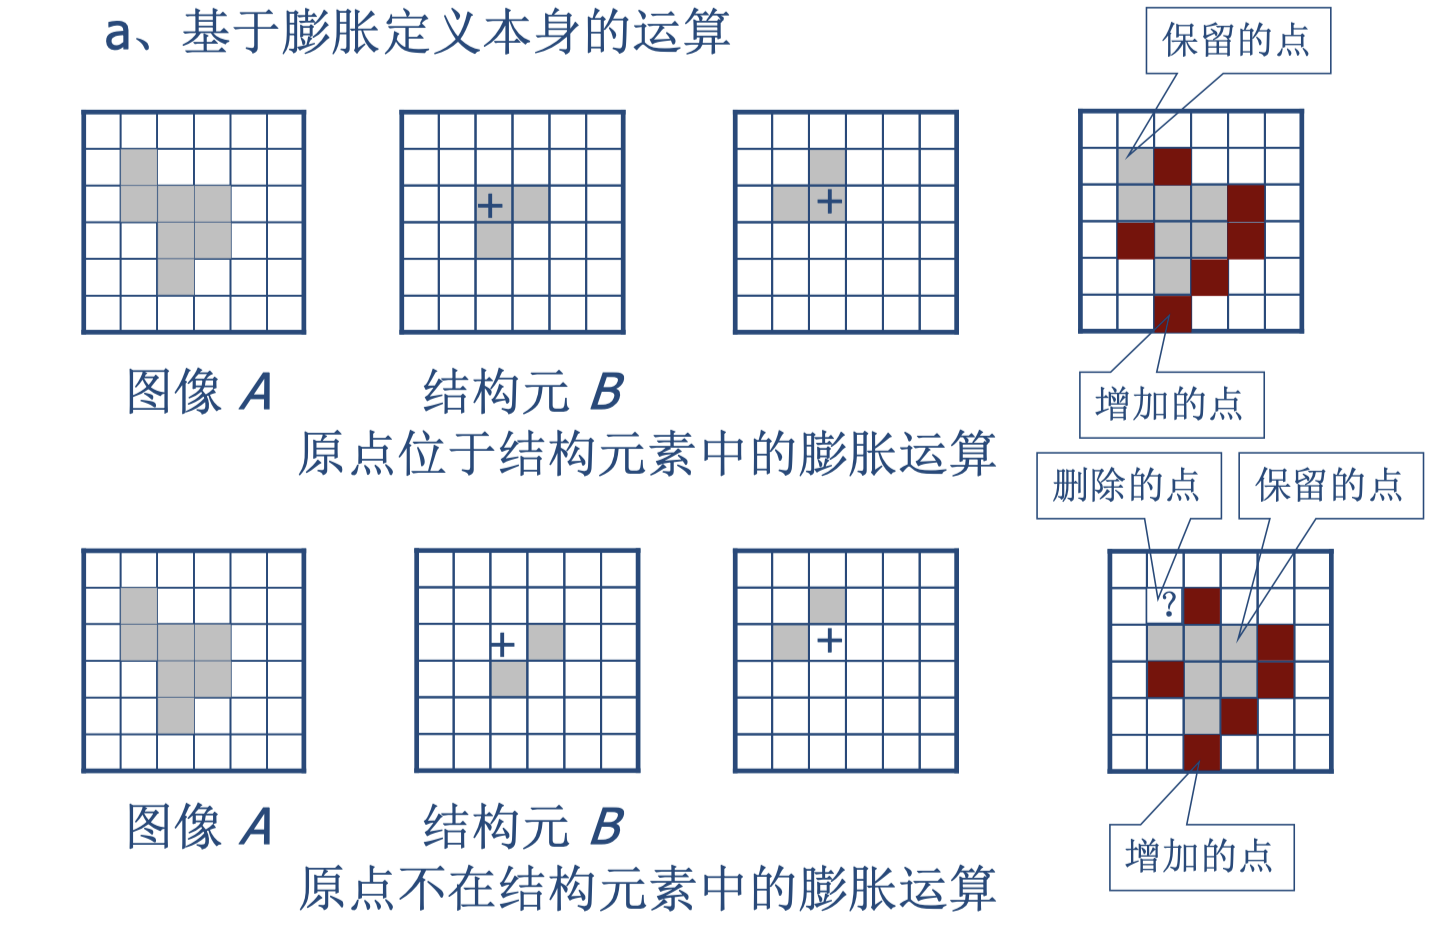 a、基于膨胀定义本身的运算
保留的点
+
+
图像 A
结构元 B
增加的点
原点位于结构元素中的膨胀运算
删除的点
保留的点
?
+
+
图像 A
结构元 B
增加的点
原点不在结构元素中的膨胀运算